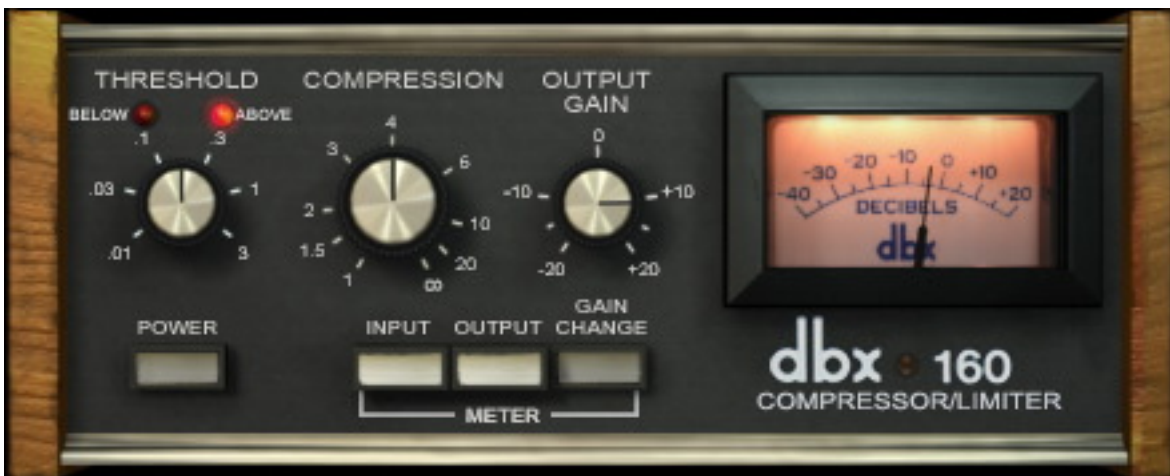 THRESHOLD
BELOW ABOVE
.01 .03 .1 .3 1 3
COMPRESSION
1 1.5 2 3 4 6 10 20 ∞
OUTPUT
GAIN
-20 -10 0 +10 +20
-40 -30 -20 -10 0 +10 +20
DECIBELS
dbx
POWER
INPUT OUTPUT GAIN
CHANGE
METER
dbx 160
COMPRESSOR/LIMITER